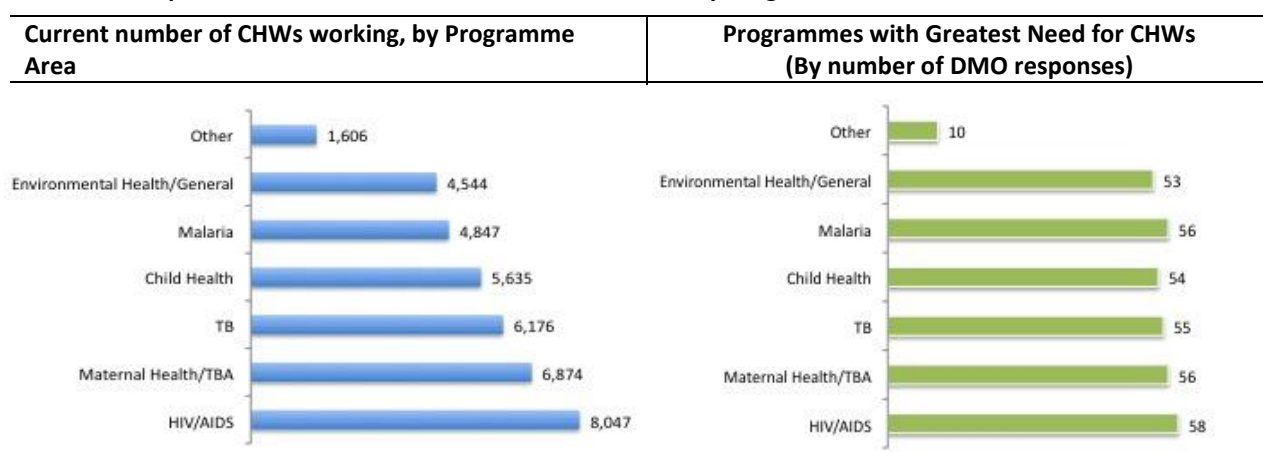 Current number of CHWs working, by Programme
Area
Programmes with Greatest Need for CHWs
(By number of DMO responses)
Other 1,606
Environmental Health/General 4,544
Malaria 4,847
Child Health 5,635
TB 6,176
Maternal Health/TBA 6,874
HIV/AIDS 8,047
Other 10
Environmental Health/General 53
Malaria 56
Child Health 54
TB 55
Maternal Health/TBA 56
HIV/AIDS 58